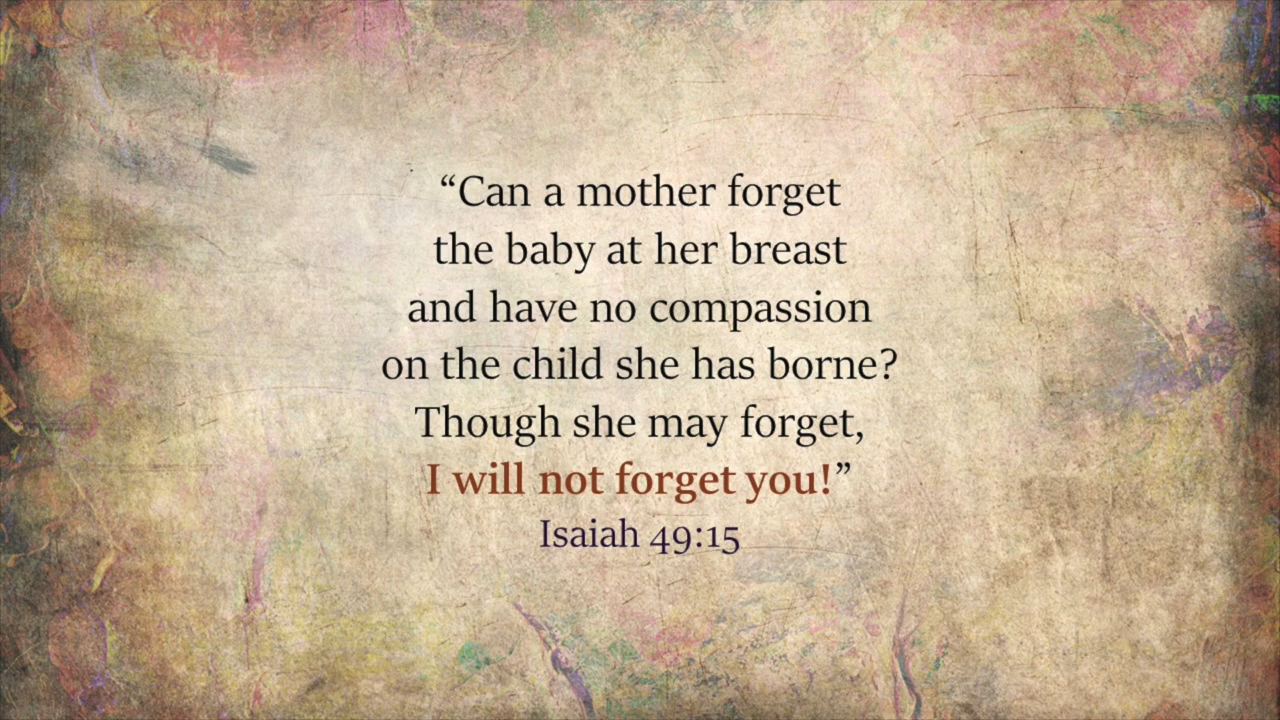 “Can a mother forget
the baby at her breast
and have no compassion
on the child she has borne?
Though she may forget,
I will not forget you!”
Isaiah 49:15